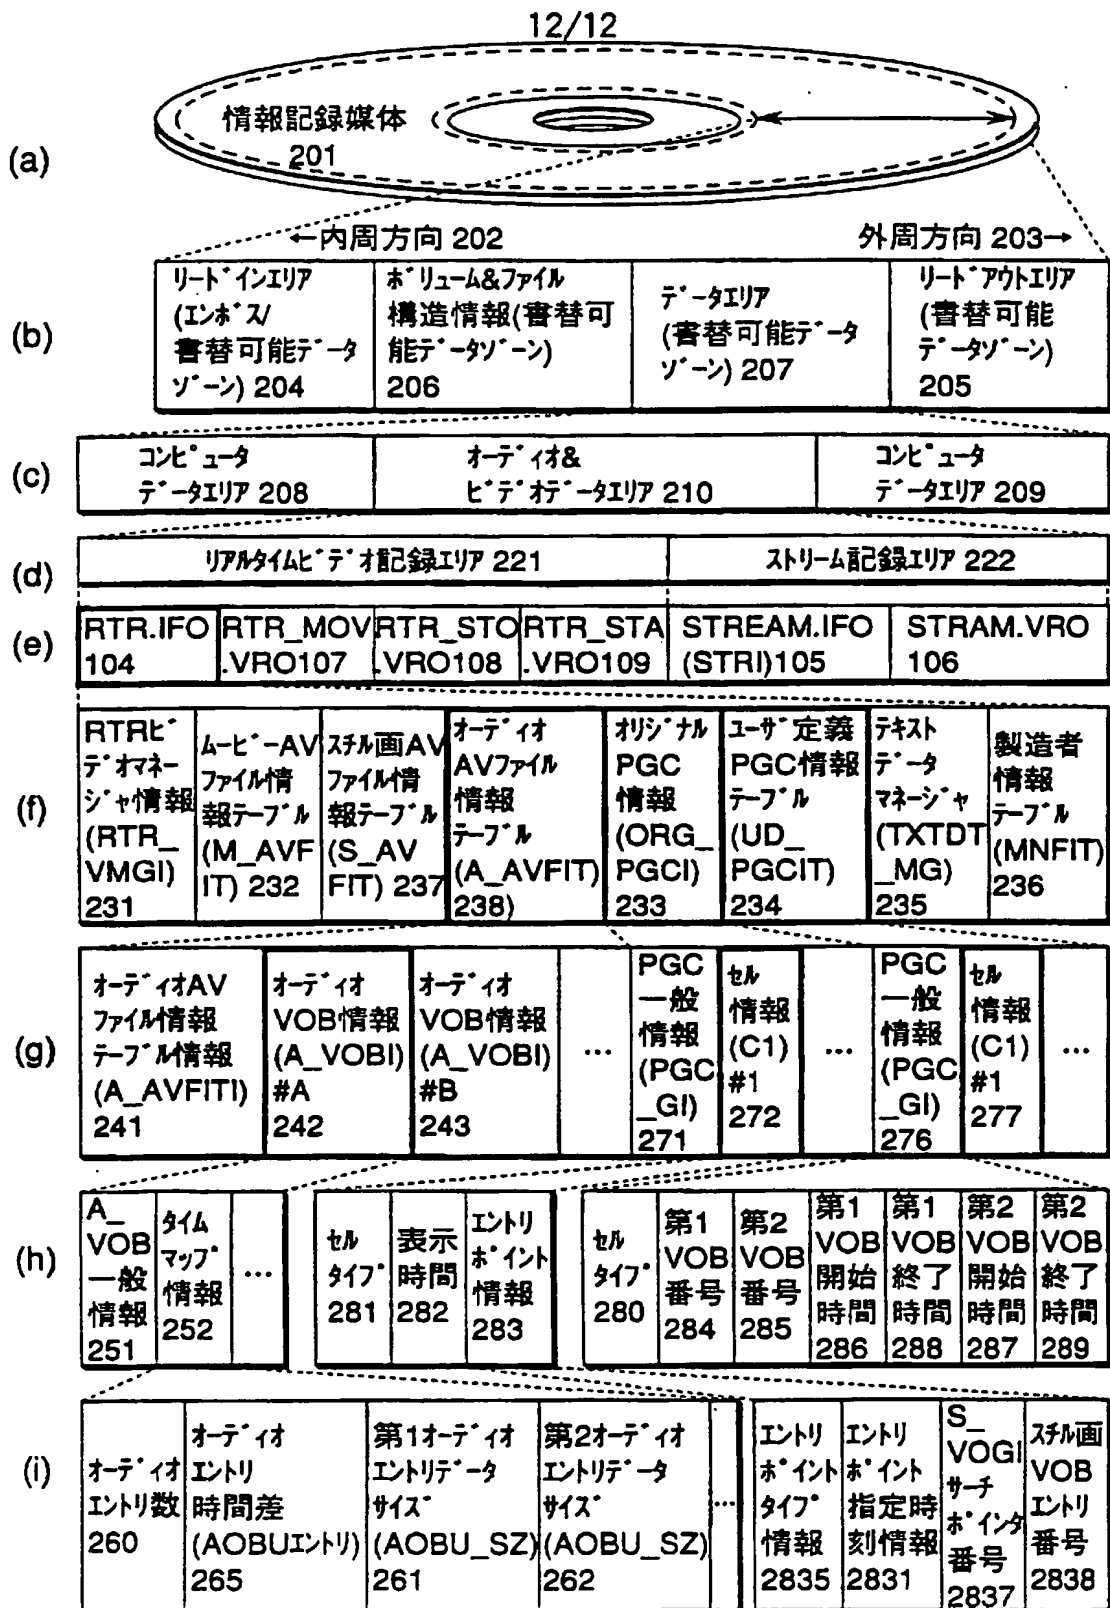 12/12
(a)
情報記録媒体
201
←内周方向 202
外周方向 203→
(b)
リードインエリア
(エンボス/
書替可能データ
ゾーン) 204
ボリューム&ファイル
構造情報(書替可
能データゾーン)
206
データエリア
(書替可能データ
ゾーン) 207
リードアウトエリア
(書替可能
データゾーン)
205
(c)
コンピュータ
データエリア 208
オーディオ&
ビデオデータエリア 210
コンピュータ
データエリア 209
(d)
リアルタイムビデオ記録エリア 221
ストリーム記録エリア 222
(e)
RTR.IFO
104
RTR_MOV
.VRO107
RTR_STO
.VRO108
RTR_STA
.VRO109
STREAM.IFO
(STRI)105
STRAM.VRO
106
(f)
RTRビ
デオマネー
ジャ情報
(RTR_
VMGI)
231
ムービーAV
ファイル情
報テーブル
(M_AVF
IT) 232
スチル画AV
ファイル情
報テーブル
(S_AV
FIT) 237
オーディオ
AVファイル
情報
テーブル
(A_AVFIT)
238)
オリジナル
PGC
情報
(ORG_
PGCI)
233
ユーザ定義
PGC情報
テーブル
(UD_
PGCIT)
234
テキスト
データ
マネージャ
(TXTDT
_MG)
235
製造者
情報
テーブル
(MNFIT)
236
(g)
オーディオAV
ファイル情報
テーブル情報
(A_AVFITI)
241
オーディオ
VOB情報
(A_VOBI)
#A
242
オーディオ
VOB情報
(A_VOBI)
#B
243
…
PGC
一般
情報
(PGC
_GI)
271
セル
情報
(C1)
#1
272
…
PGC
一般
情報
(PGC
_GI)
276
セル
情報
(C1)
#1
277
…
(h)
A_
VOB
一般
情報
251
タイム
マップ
情報
252
…
セル
タイプ
281
表示
時間
282
エントリ
ポイント
情報
283
セル
タイプ
280
第1
VOB
番号
284
第2
VOB
番号
285
第1
VOB
開始
時間
286
第1
VOB
終了
時間
288
第2
VOB
開始
時間
287
第2
VOB
終了
時間
289
(i)
オーディオ
エントリ数
260
オーディオ
エントリ
時間差
(AOBUエントリ)
265
第1オーディオ
エントリデータ
サイズ
(AOBU_SZ)
261
第2オーディオ
エントリデータ
サイズ
(AOBU_SZ)
262
…
エントリ
ポイント
タイプ
情報
2835
エントリ
ポイント
指定時
刻情報
2831
S_
VOGI
サーチ
ポインタ
番号
2837
スチル画
VOB
エントリ
番号
2838